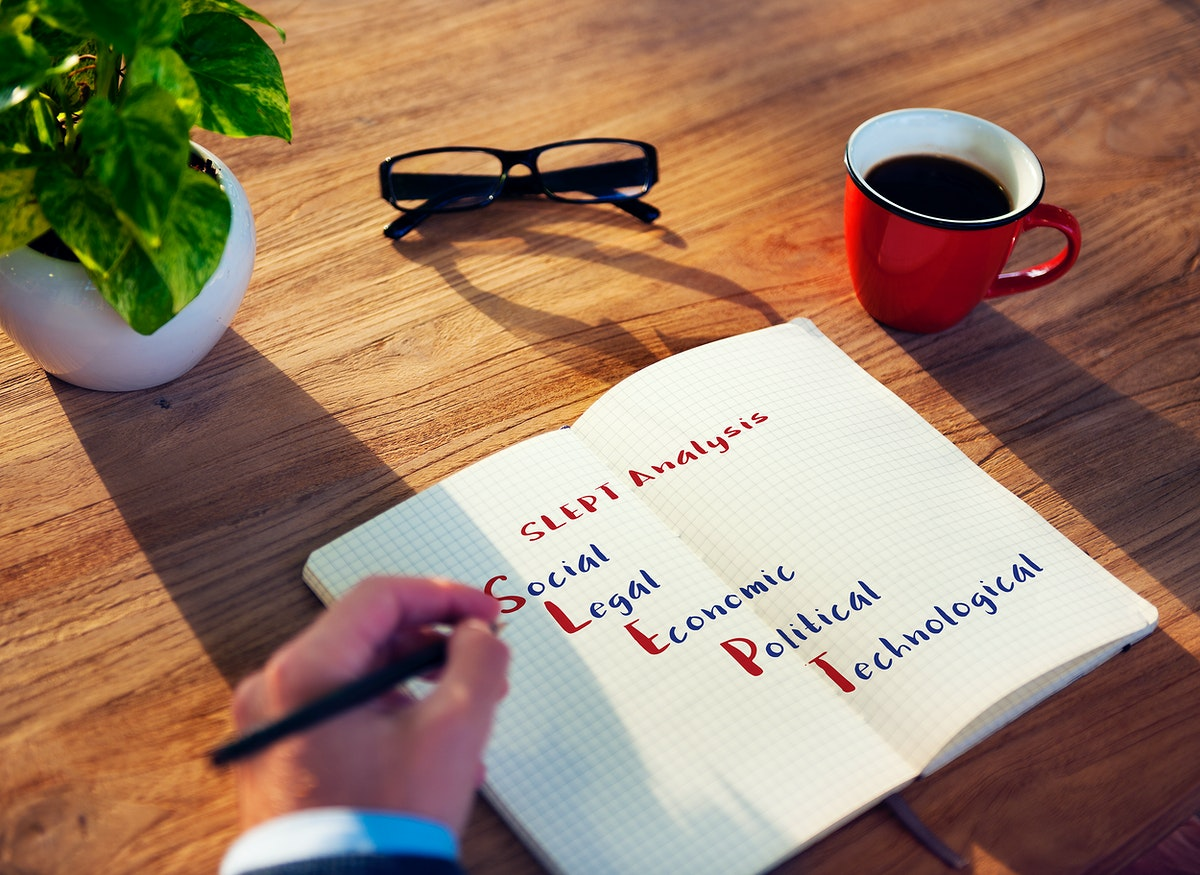 SLEPT Analysis
Social
Legal
Economic
Political
Technological